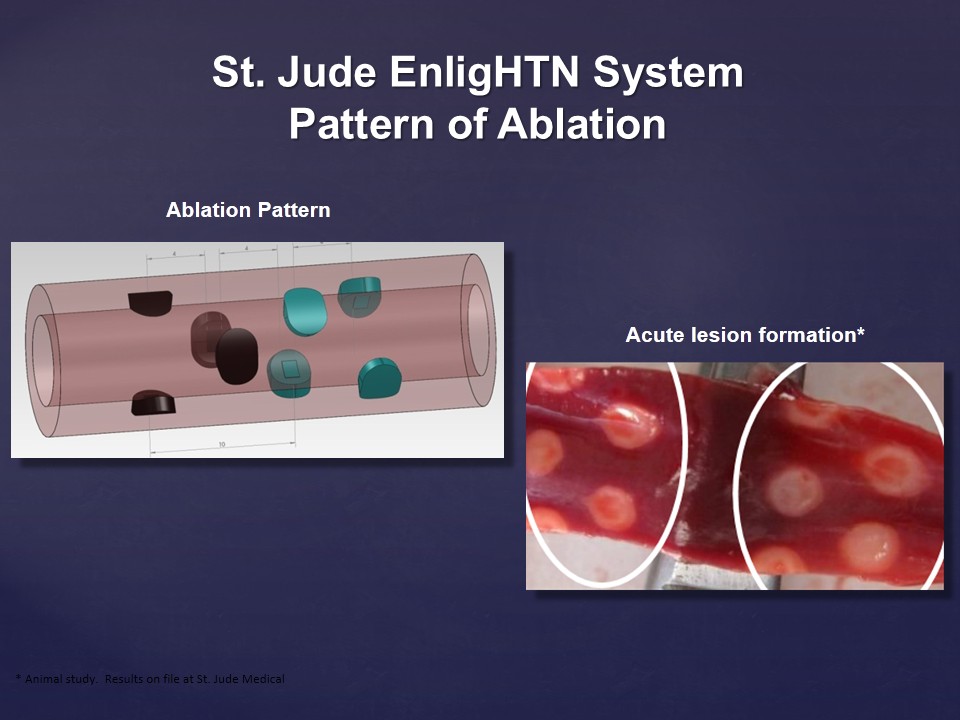 St. Jude EnligHTN System
Pattern of Ablation
Ablation Pattern
10
Acute lesion formation*
* Animal study. Results on file at St. Jude Medical